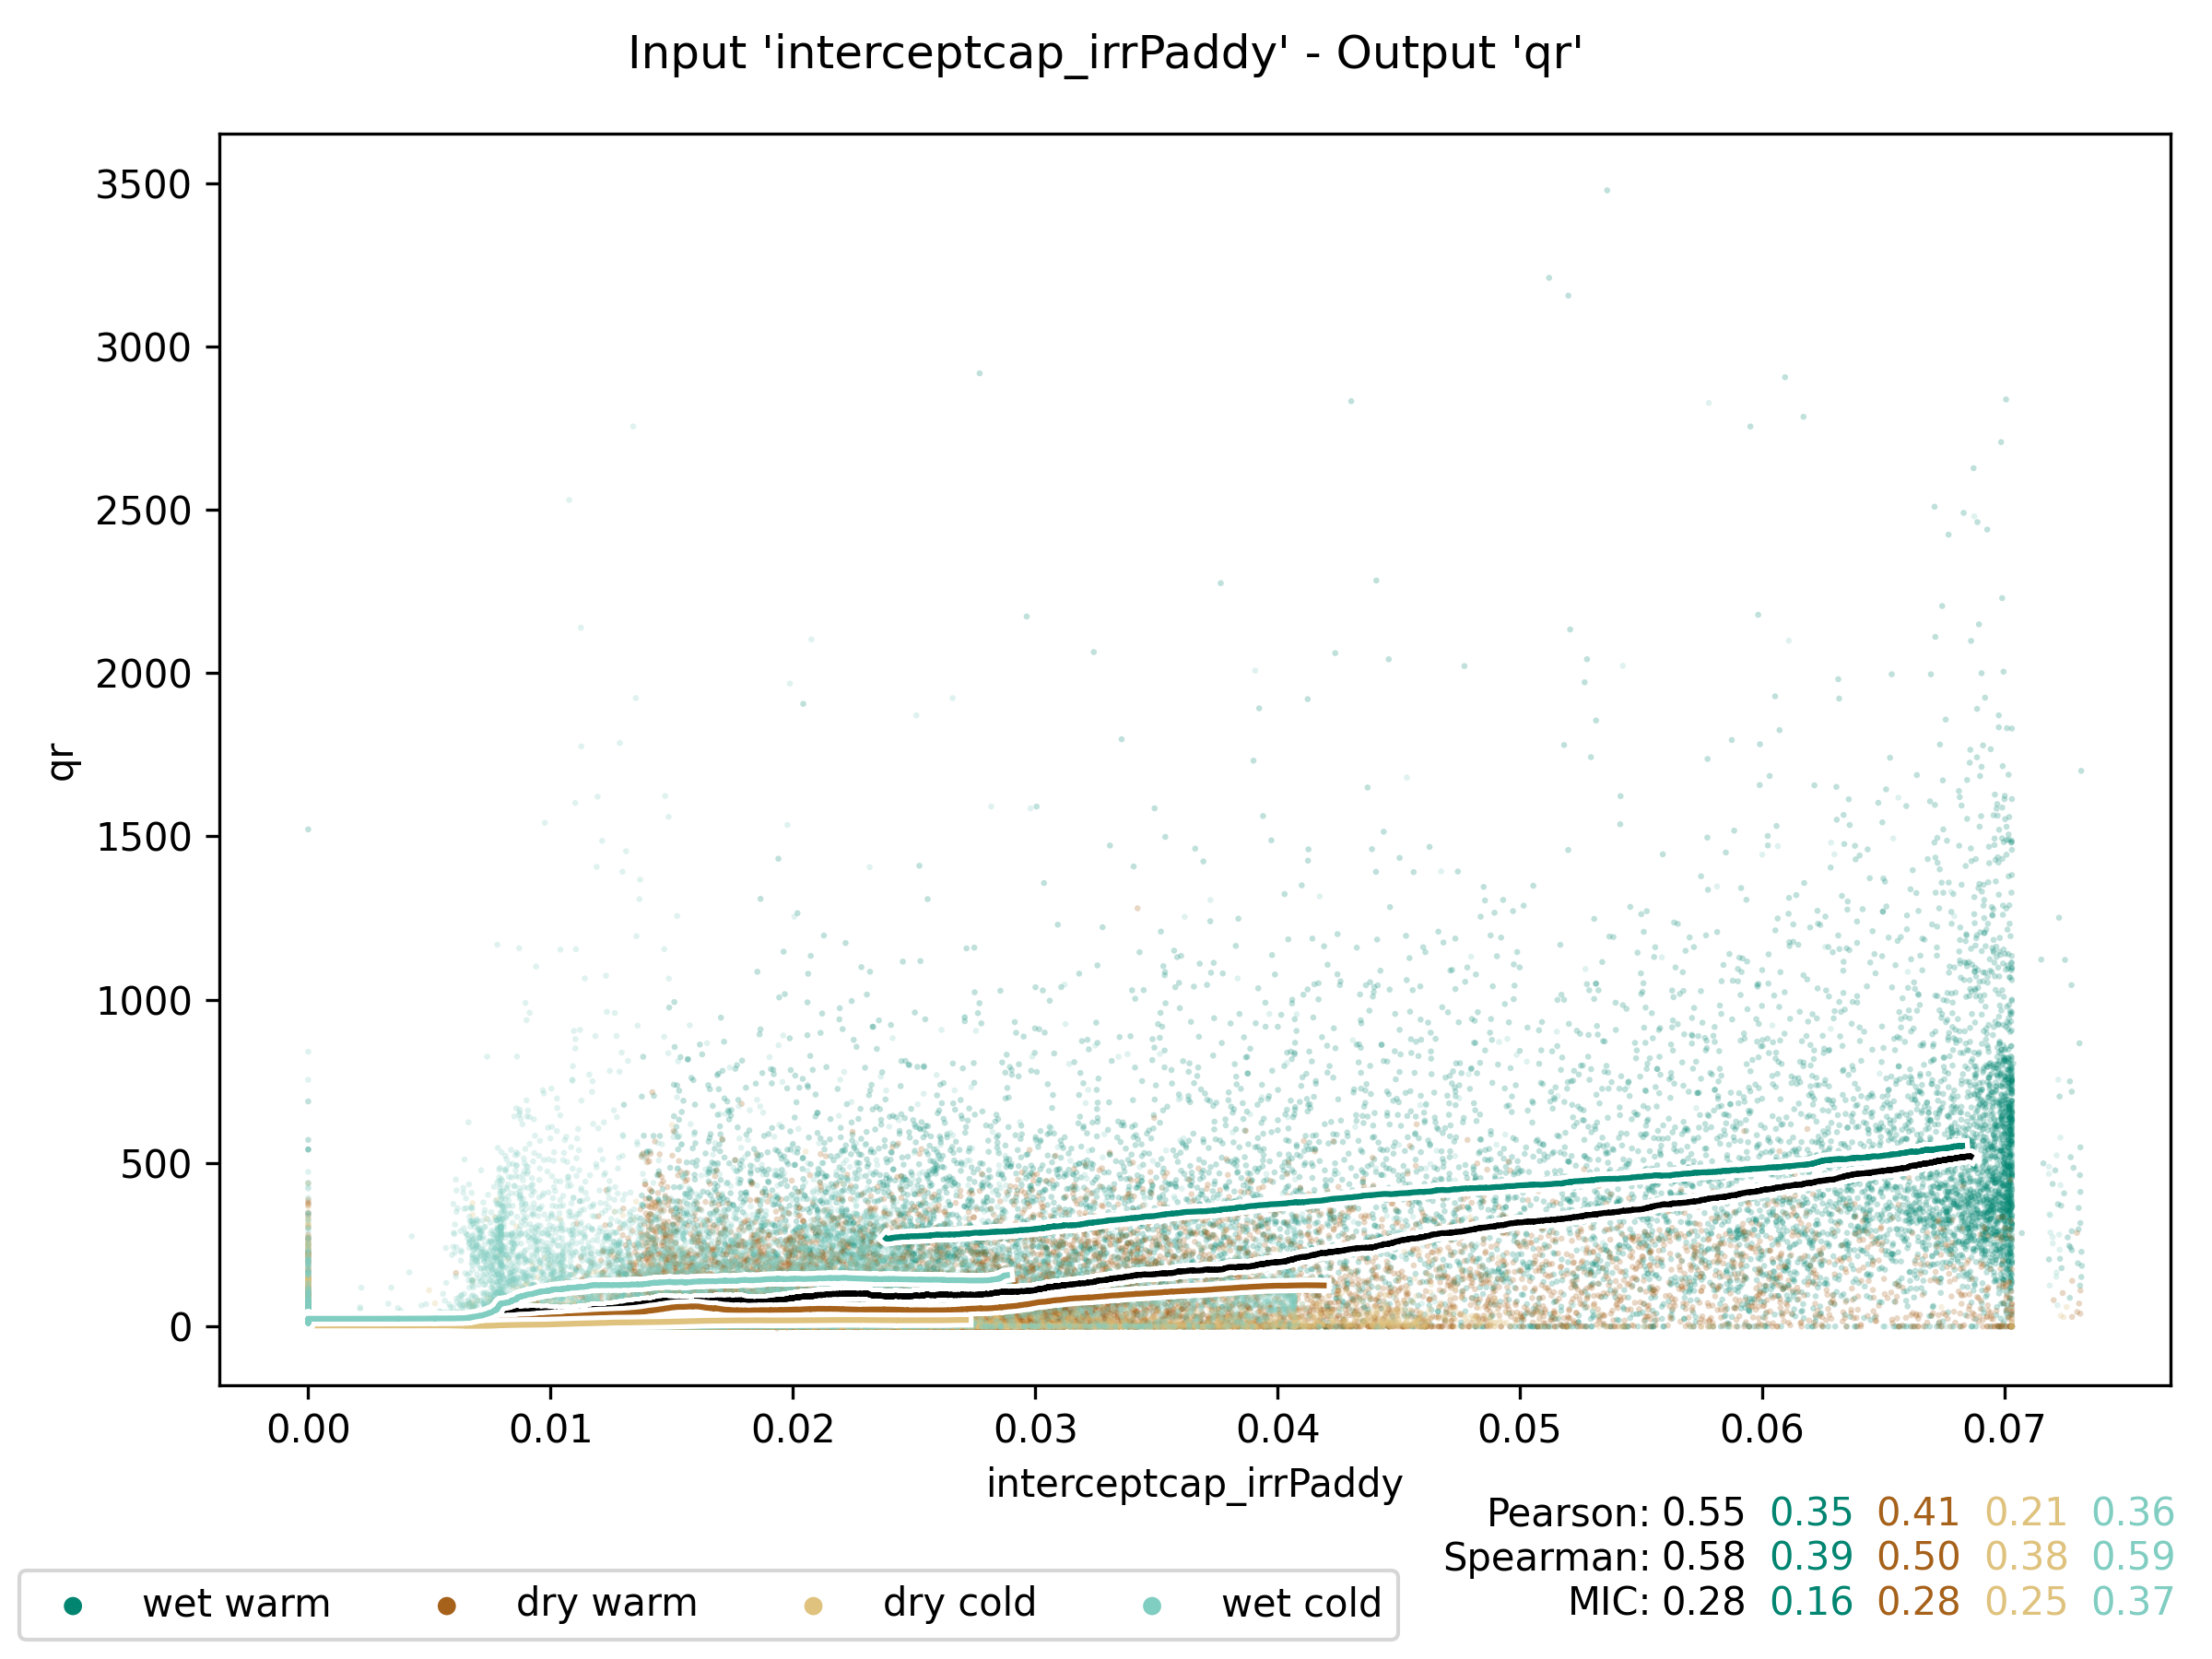 Input 'interceptcap_irrPaddy' - Output 'qr'
3500
3000
2500
2000
1500
1000
500
0
qr
0.00 0.01 0.02 0.03 0.04 0.05 0.06 0.07
interceptcap_irrPaddy
Pearson: 0.55 0.35 0.41 0.21 0.36
Spearman: 0.58 0.39 0.50 0.38 0.59
MIC: 0.28 0.16 0.28 0.25 0.37
wet warm dry warm dry cold wet cold